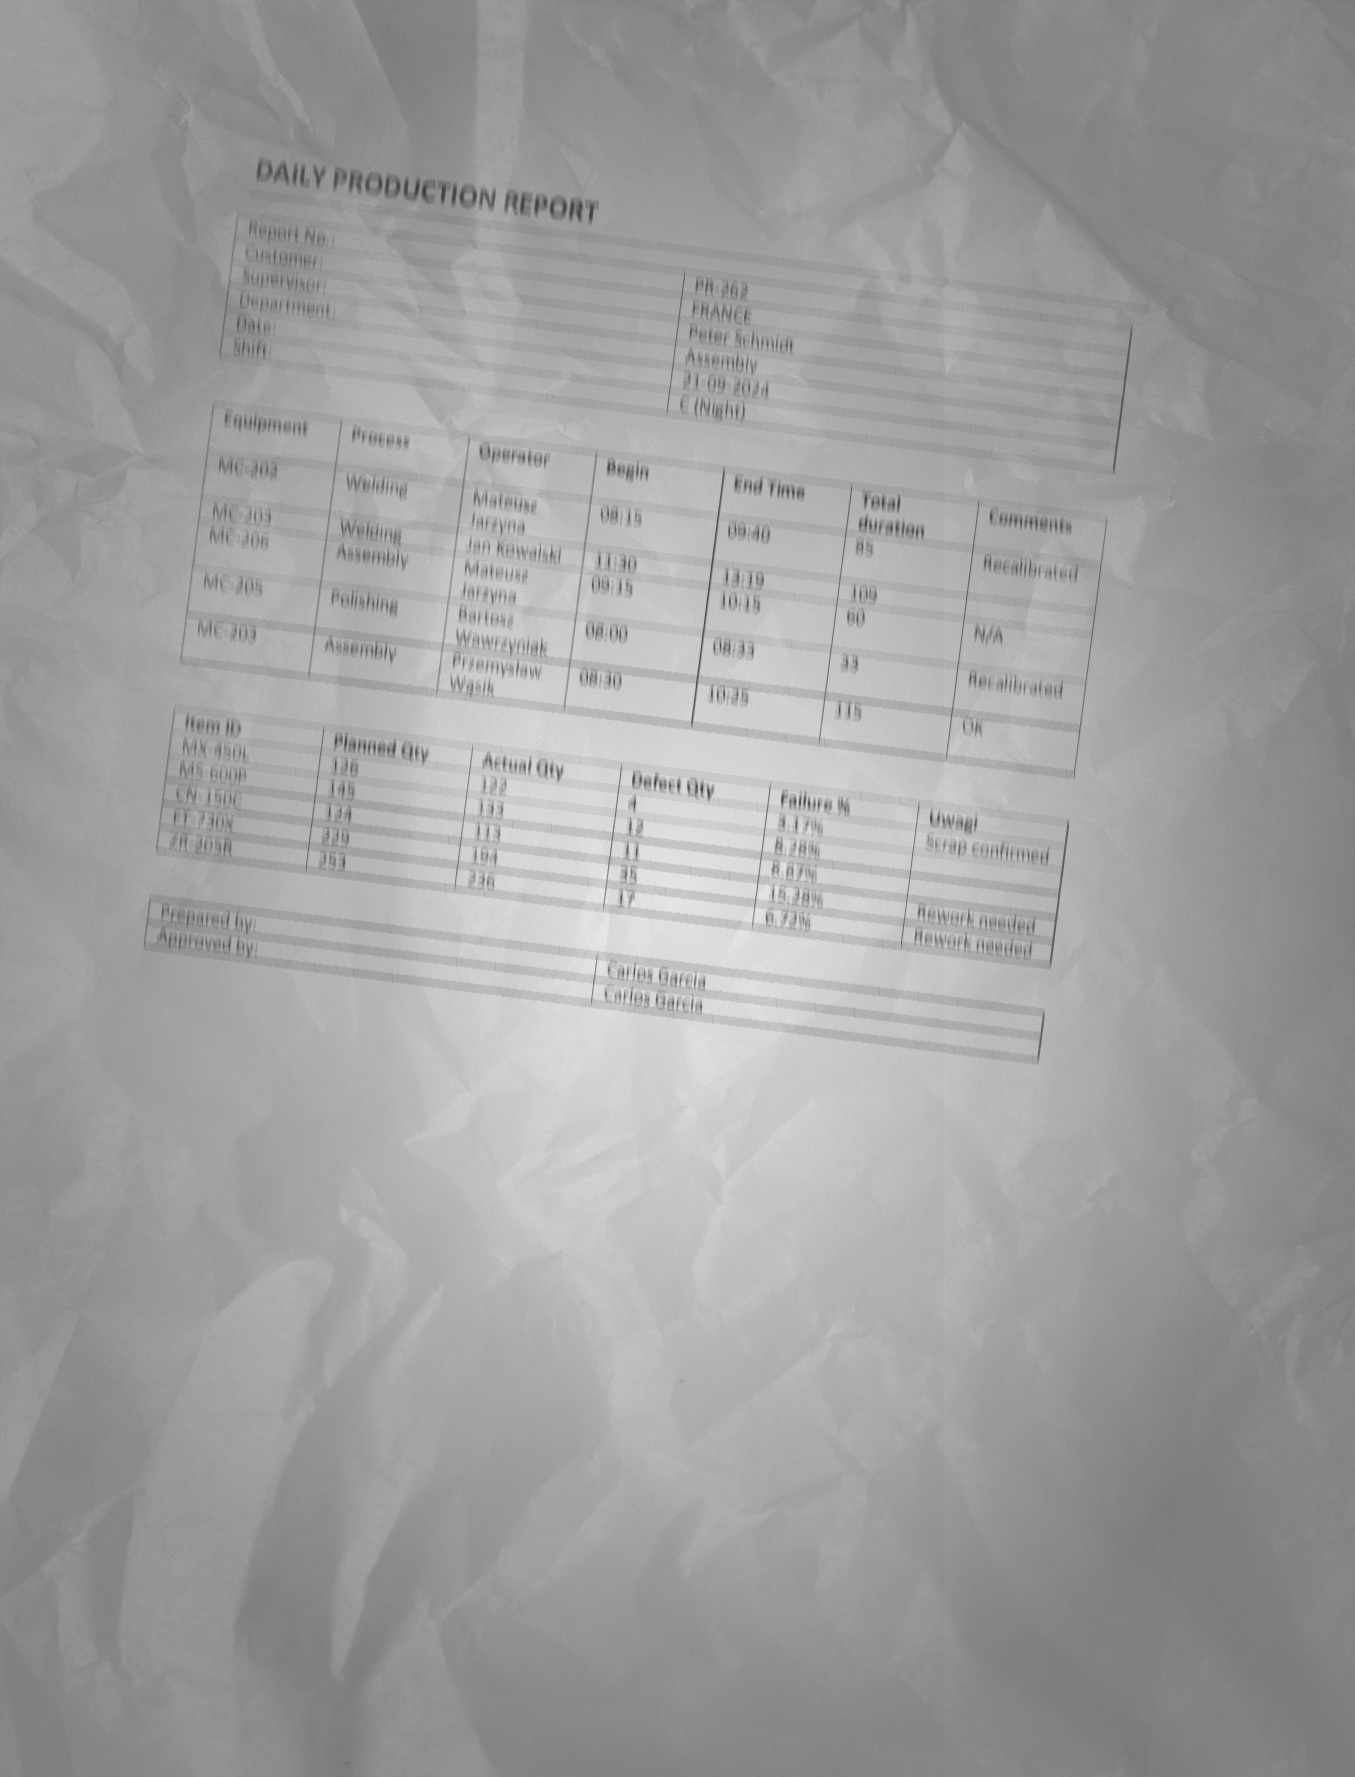 DAILY PRODUCTION REPORT
Report No.: PR-262
Customer: FRANCE
Supervisor: Peter Schmidt
Department: Assembly
Date: 21-09-2024
Shift: C (Night)
Equipment Process Operator Begin End Time Total duration Comments
MC-202 Welding Mateusz Jarzyna 08:15 09:40 85 Recalibrated
MC-203 Welding Jan Kowalski 11:30 13:19 109
MC-206 Assembly Mateusz Jarzyna 09:15 10:15 60 N/A
MC-205 Polishing Bartosz Wawrzyniak 08:00 08:33 33 Recalibrated
MC-203 Assembly Przemysław Wąsik 08:30 10:25 115 OK
Item ID Planned Qty Actual Qty Defect Qty Failure % Uwagi
MX-450L 126 122 4 3.17% Scrap confirmed
MS-600P 145 133 12 8.28%
CN-150C 124 113 11 8.87%
FT-730X 229 194 35 15.28% Rework needed
ZR-205R 253 236 17 6.72% Rework needed
Prepared by: Carlos Garcia
Approved by: Carlos Garcia